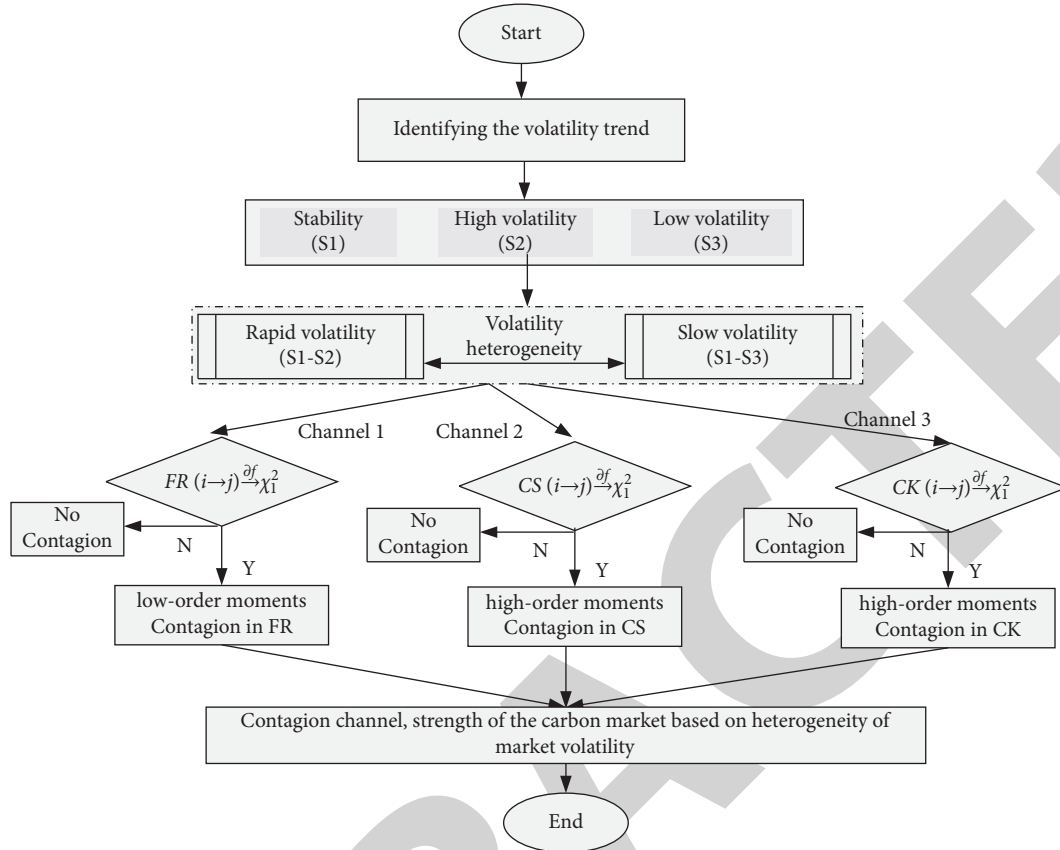 Start
Identifying the volatility trend
Stability
(S1)
High volatility
(S2)
Low volatility
(S3)
Rapid volatility
(S1-S2)
Volatility
heterogeneity
Slow volatility
(S1-S3)
Channel 1
Channel 2
Channel 3
FR (i→j) ∂f→ χ₁²
CS (i→j) ∂f→ χ₁²
CK (i→j) ∂f→ χ₁²
No
Contagion
N
Y
No
Contagion
N
Y
No
Contagion
N
Y
low-order moments
Contagion in FR
high-order moments
Contagion in CS
high-order moments
Contagion in CK
Contagion channel, strength of the carbon market based on heterogeneity of
market volatility
End